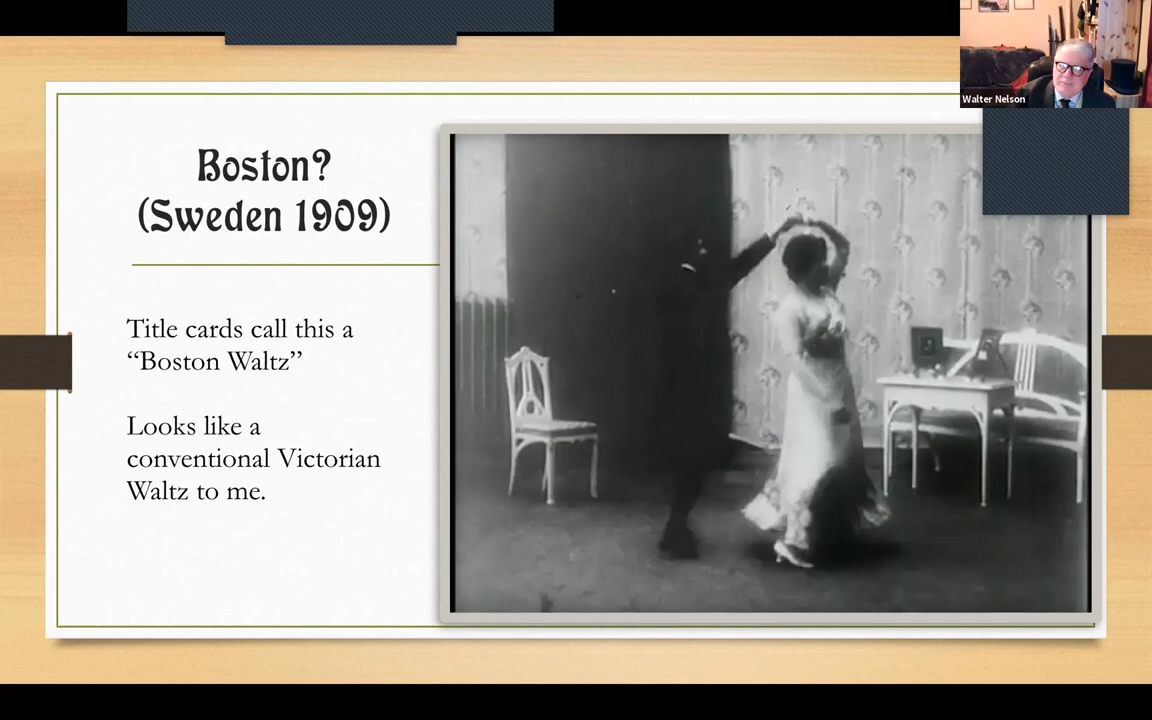 Walter Nelson
Boston?
(Sweden 1909)
Title cards call this a
“Boston Waltz”
Looks like a
conventional Victorian
Waltz to me.